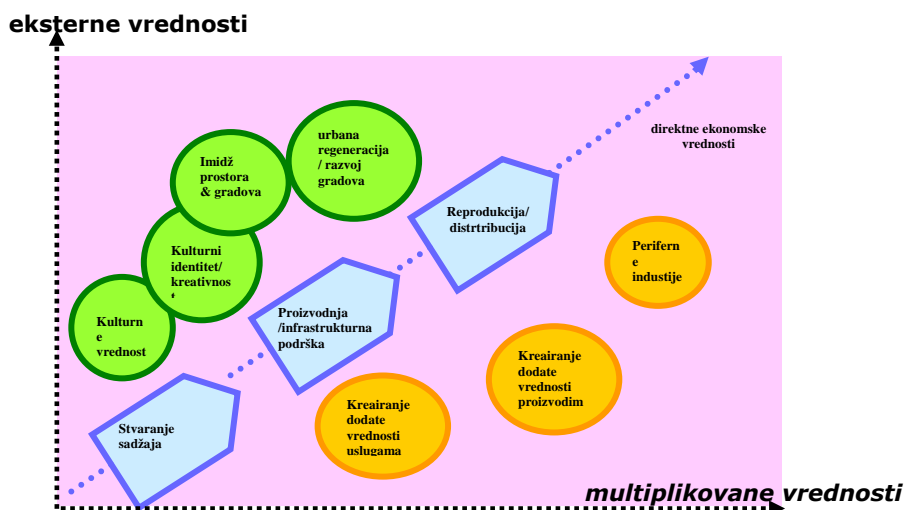 eksterne vrednosti
urbana
regeneracija
/ razvoj
gradova
direktne ekonomske
vrednosti
Imidž
prostora
& gradova
Reprodukcija/
distrtribucija
Kulturni
identitet/
kreativnos
t
Periferн
e
industije
Kulturn
e
vrednost
Proizvodnja
/infrastrukturna
podrška
Kreairanje
dodate
vrednosti
proizvodim
Kreairanje
dodate
vrednosti
uslugama
Stvaranje
sadžaja
multiplikovane vrednosti